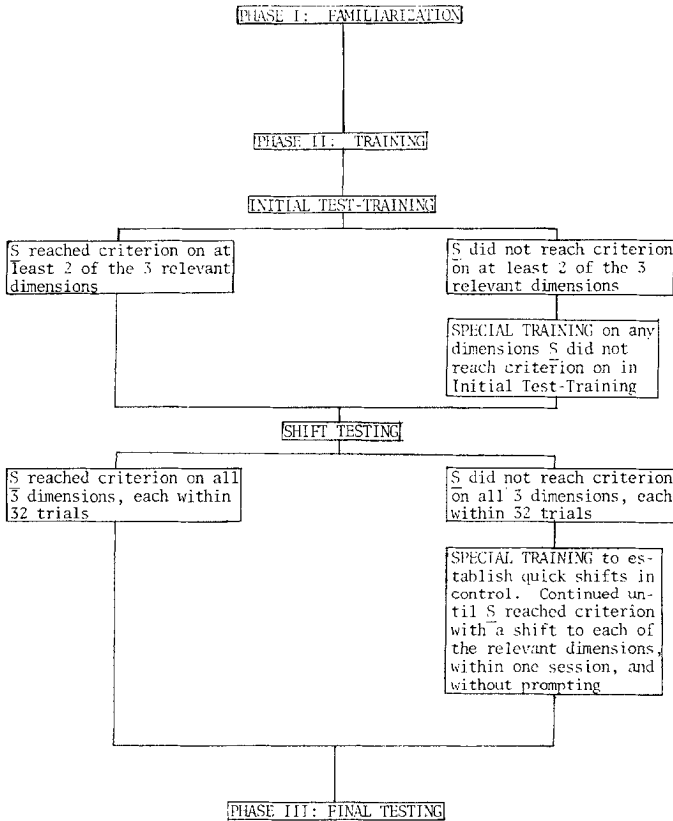 PHASE I: FAMILIARIZATION
PHASE II: TRAINING
INITIAL TEST-TRAINING
S reached criterion on at
least 2 of the 3 relevant
dimensions
S did not reach criterion
on at least 2 of the 3
relevant dimensions
SPECIAL TRAINING on any
dimensions S did not
reach criterion on in
Initial Test-Training
SHIFT TESTING
S reached criterion on all
3 dimensions, each within
32 trials
S did not reach criterion
on all 3 dimensions, each
within 32 trials
SPECIAL TRAINING to es-
tablish quick shifts in
control. Continued un-
til S reached criterion
with a shift to each of
the relevant dimensions,
within one session, and
without prompting
PHASE III: FINAL TESTING